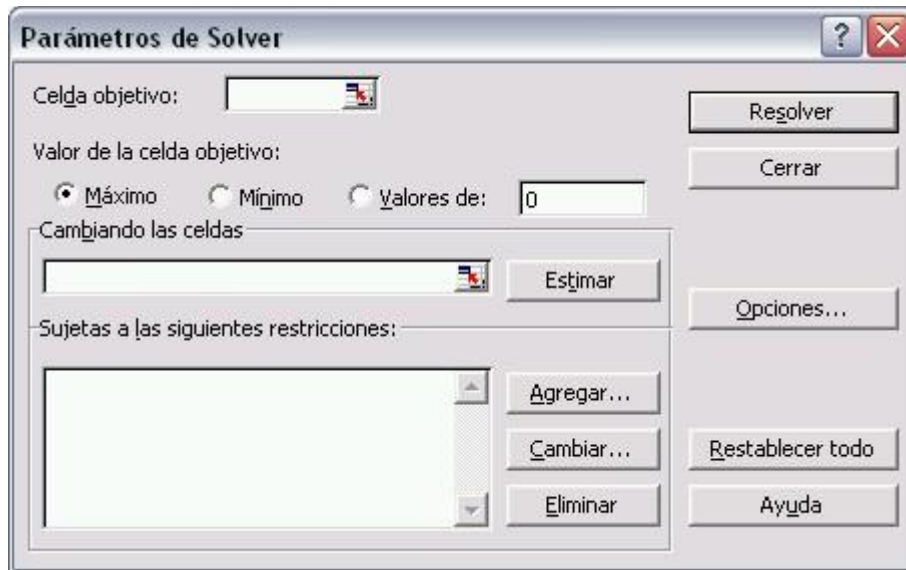 Parámetros de Solver
Celda objetivo:
Resolver
Valor de la celda objetivo:
Cerrar
Máximo Mínimo Valores de: 0
Cambiando las celdas
Estimar
Opciones...
Sujetas a las siguientes restricciones:
Agregar...
Cambiar...
Restablecer todo
Eliminar
Ayuda